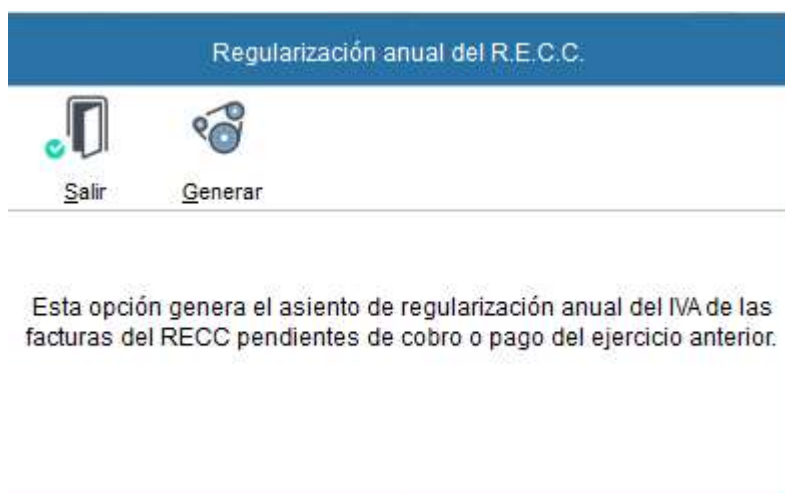 Regularización anual del R.E.C.C.
Salir
Generar
Esta opción genera el asiento de regularización anual del IVA de las
facturas del RECC pendientes de cobro o pago del ejercicio anterior.